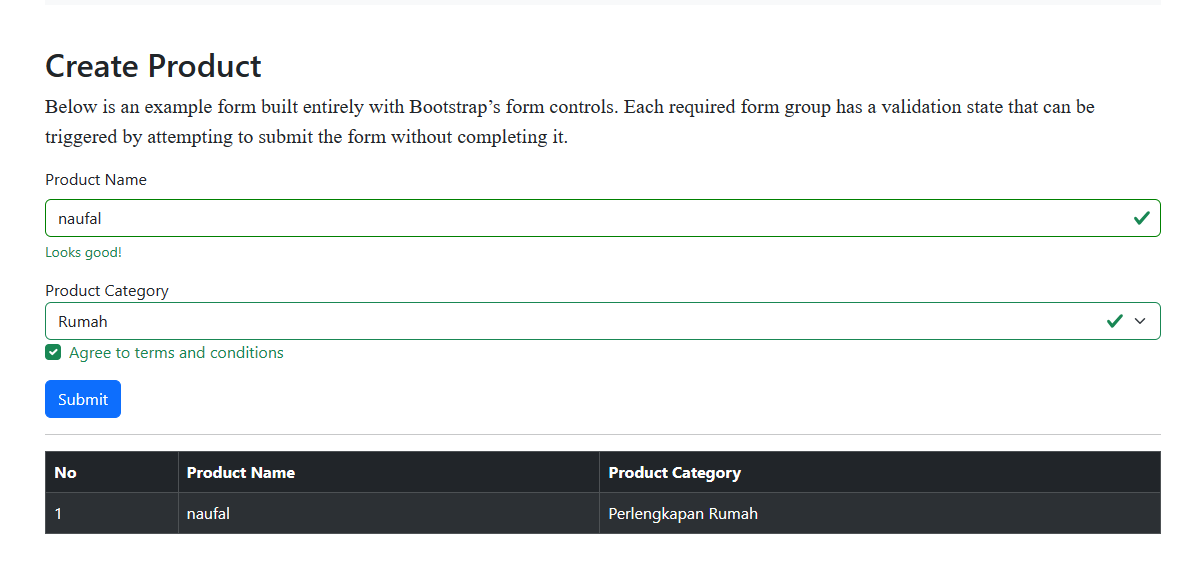 Create Product
Below is an example form built entirely with Bootstrap’s form controls. Each required form group has a validation state that can be
triggered by attempting to submit the form without completing it.
Product Name
naufal
Looks good!
Product Category
Rumah
Agree to terms and conditions
Submit
No Product Name Product Category
1 naufal Perlengkapan Rumah